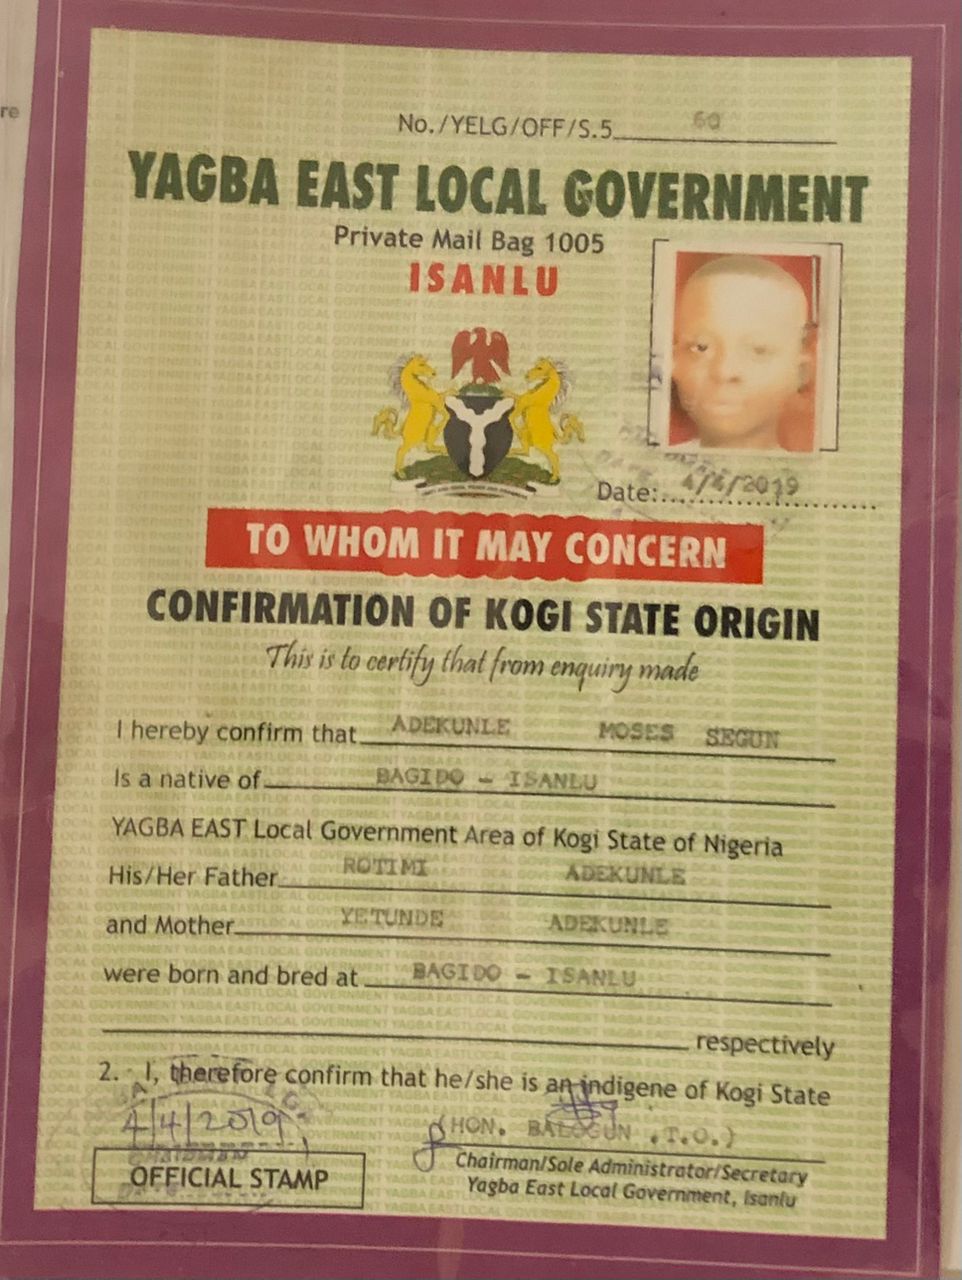 re
No./YELG/OFF/S.5 60
YAGBA EAST LOCAL GOVERNMENT
Private Mail Bag 1005
ISANLU
Date:...4/4/2019...
TO WHOM IT MAY CONCERN
CONFIRMATION OF KOGI STATE ORIGIN
This is to certify that from enquiry made
I hereby confirm that ADEKUNLE MOSES SEGUN
Is a native of BAGIDO - ISANLU
YAGBA EAST Local Government Area of Kogi State of Nigeria
His/Her Father ROTIMI ADEKUNLE
and Mother YETUNDE ADEKUNLE
were born and bred at BAGIDO - ISANLU
respectively
2. I, therefore confirm that he/she is an indigene of Kogi State
4/4/2019
(HON. BALOGUN .T.O.)
CHAIRMAN
OFFICIAL STAMP
Chairman/Sole Administrator/Secretary
Yagba East Local Government, Isanlu